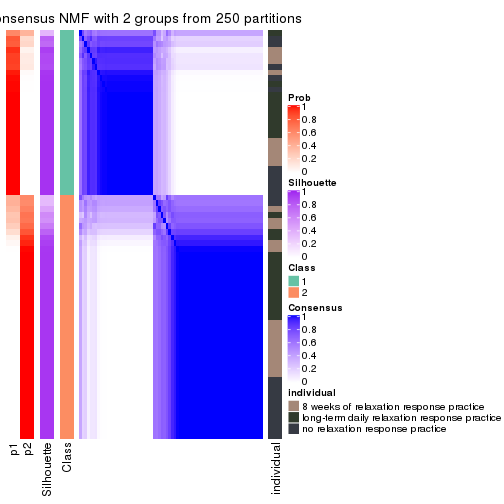 onsensus NMF with 2 groups from 250 partitions
Prob
1
0.8
0.6
0.4
0.2
0
Silhouette
1
0.8
0.6
0.4
0.2
0
Class
1
2
Consensus
1
0.8
0.6
0.4
0.2
0
individual
8 weeks of relaxation response practice
long-term daily relaxation response practice
no relaxation response practice
p1
p2
Silhouette
Class
individual